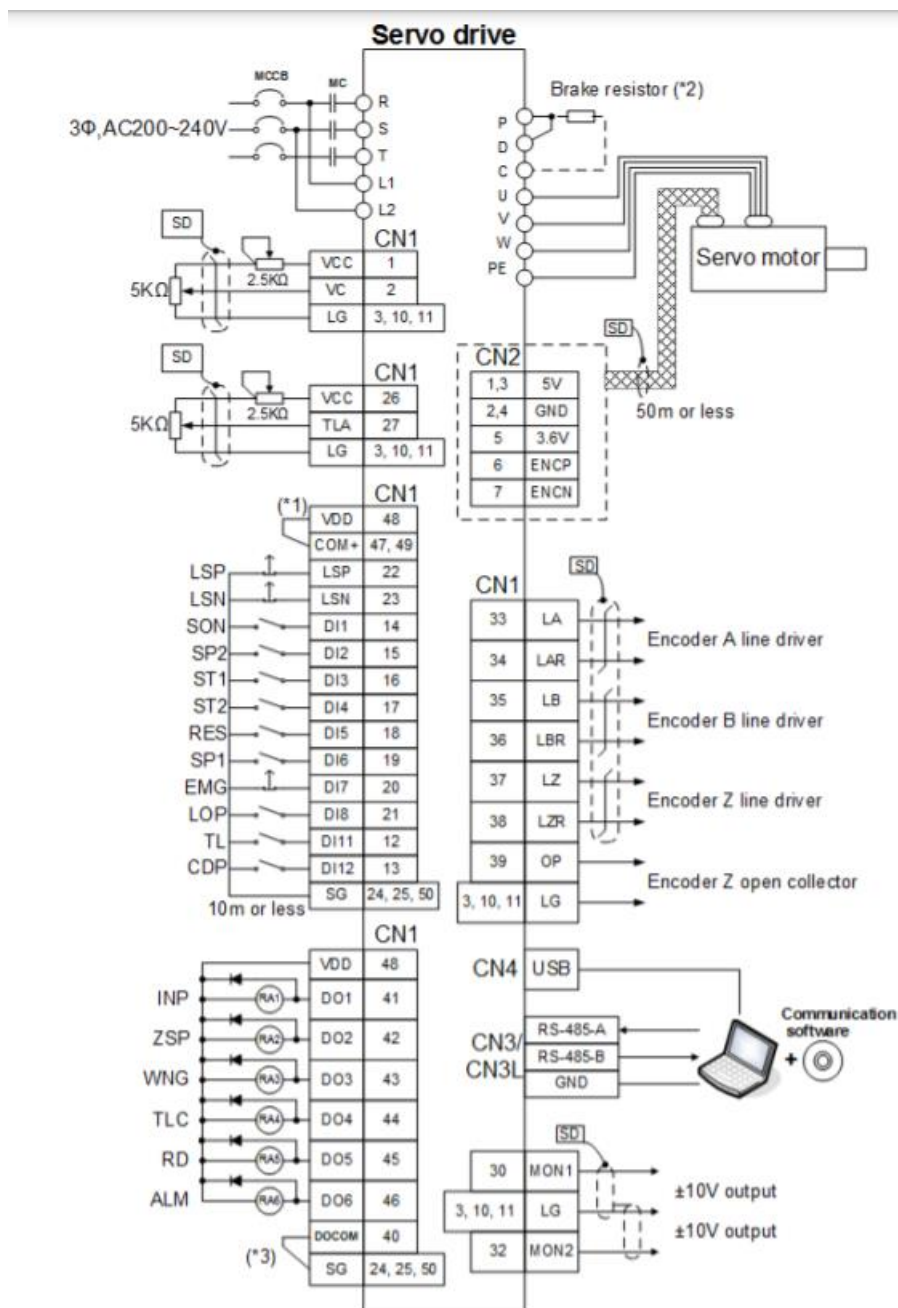 Servo drive
MCCB
MC
3Φ,AC200~240V
R
S
T
L1
L2
Brake resistor (*2)
P
D
C
U
V
W
PE
Servo motor
SD
CN1
VCC 1
VC 2
LG 3, 10, 11
2.5KΩ
5KΩ
SD
CN1
VCC 26
TLA 27
LG 3, 10, 11
2.5KΩ
5KΩ
SD
50m or less
CN2
1,3 5V
2,4 GND
5 3.6V
6 ENCP
7 ENCN
CN1
(*1)
VDD 48
COM+ 47, 49
LSP LSP 22
LSN LSN 23
SON DI1 14
SP2 DI2 15
ST1 DI3 16
ST2 DI4 17
RES DI5 18
SP1 DI6 19
EMG DI7 20
LOP DI8 21
TL DI11 12
CDP DI12 13
SG 24, 25, 50
10m or less
SD
CN1
33 LA
34 LAR
Encoder A line driver
35 LB
36 LBR
Encoder B line driver
37 LZ
38 LZR
Encoder Z line driver
39 OP
3, 10, 11 LG
Encoder Z open collector
CN1
VDD 48
INP RA1 DO1 41
ZSP RA2 DO2 42
WNG RA3 DO3 43
TLC RA4 DO4 44
RD RA5 DO5 45
ALM RA6 DO6 46
DOCOM 40
(*3)
SG 24, 25, 50
CN4 USB
CN3/
CN3L
RS-485-A
RS-485-B
GND
Communication
software
+
SD
30 MON1
3, 10, 11 LG
32 MON2
±10V output
±10V output